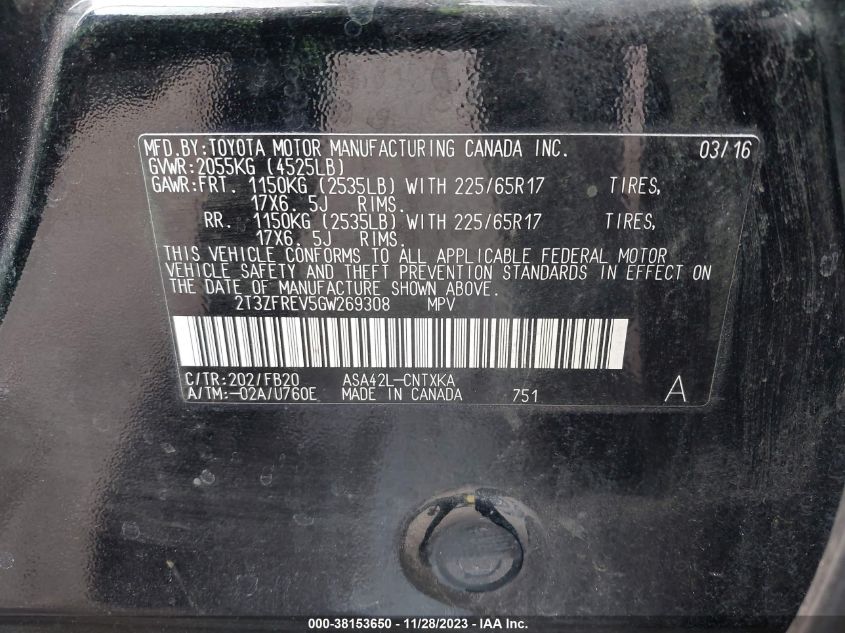 MFD.BY:TOYOTA MOTOR MANUFACTURING CANADA INC. 03/16
GVWR:2055KG (4525LB)
GAWR:FRT. 1150KG (2535LB) WITH 225/65R17 TIRES,
17X6. 5J RIMS.
RR. 1150KG (2535LB) WITH 225/65R17 TIRES,
17X6. 5J RIMS.
THIS VEHICLE CONFORMS TO ALL APPLICABLE FEDERAL MOTOR
VEHICLE SAFETY AND THEFT PREVENTION STANDARDS IN EFFECT ON
THE DATE OF MANUFACTURE SHOWN ABOVE.
2T3ZFREV5GW269308 MPV
C/TR:202/FB20 ASA42L-CNTXKA
A/TM:-02A/U760E MADE IN CANADA 751 A
000-38153650 - 11/28/2023 - IAA Inc.